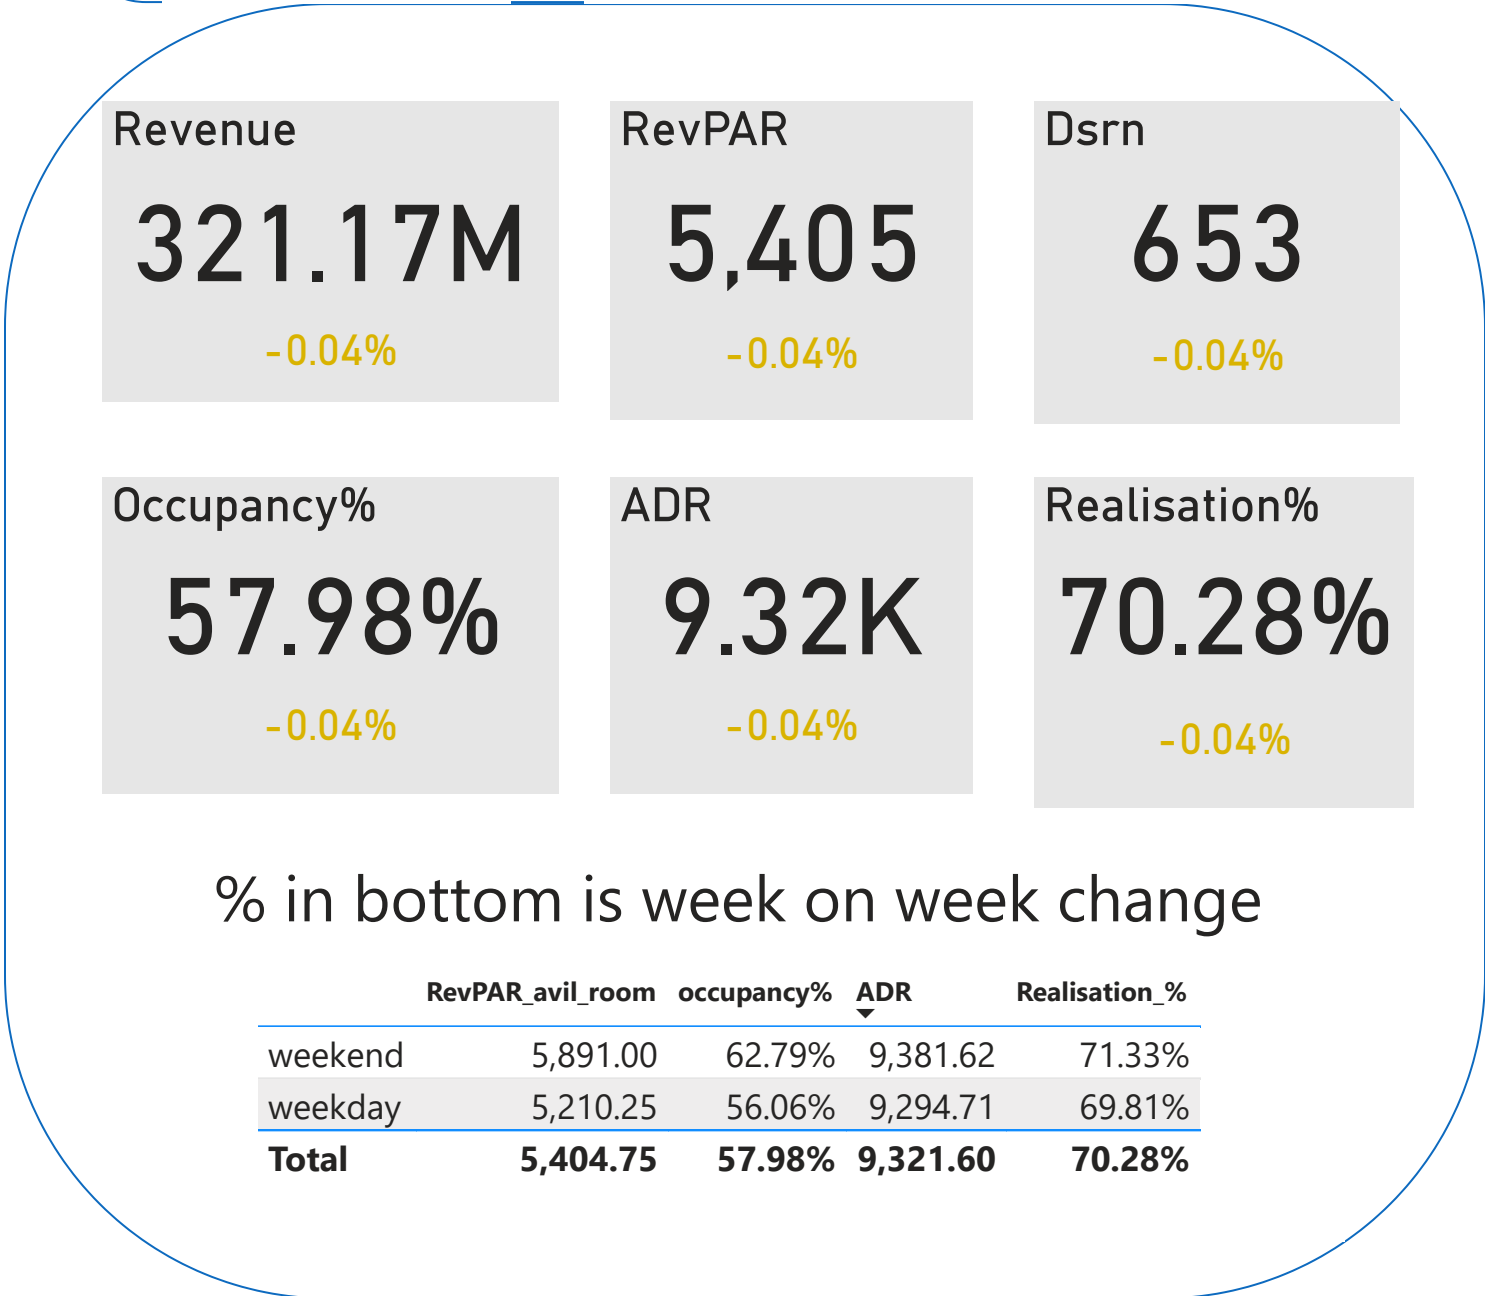 Revenue
321.17M
-0.04%
RevPAR
5,405
-0.04%
Dsrn
653
-0.04%
Occupancy%
57.98%
-0.04%
ADR
9.32K
-0.04%
Realisation%
70.28%
-0.04%
% in bottom is week on week change
RevPAR_avil_room occupancy% ADR Realisation_%
weekend 5,891.00 62.79% 9,381.62 71.33%
weekday 5,210.25 56.06% 9,294.71 69.81%
Total 5,404.75 57.98% 9,321.60 70.28%